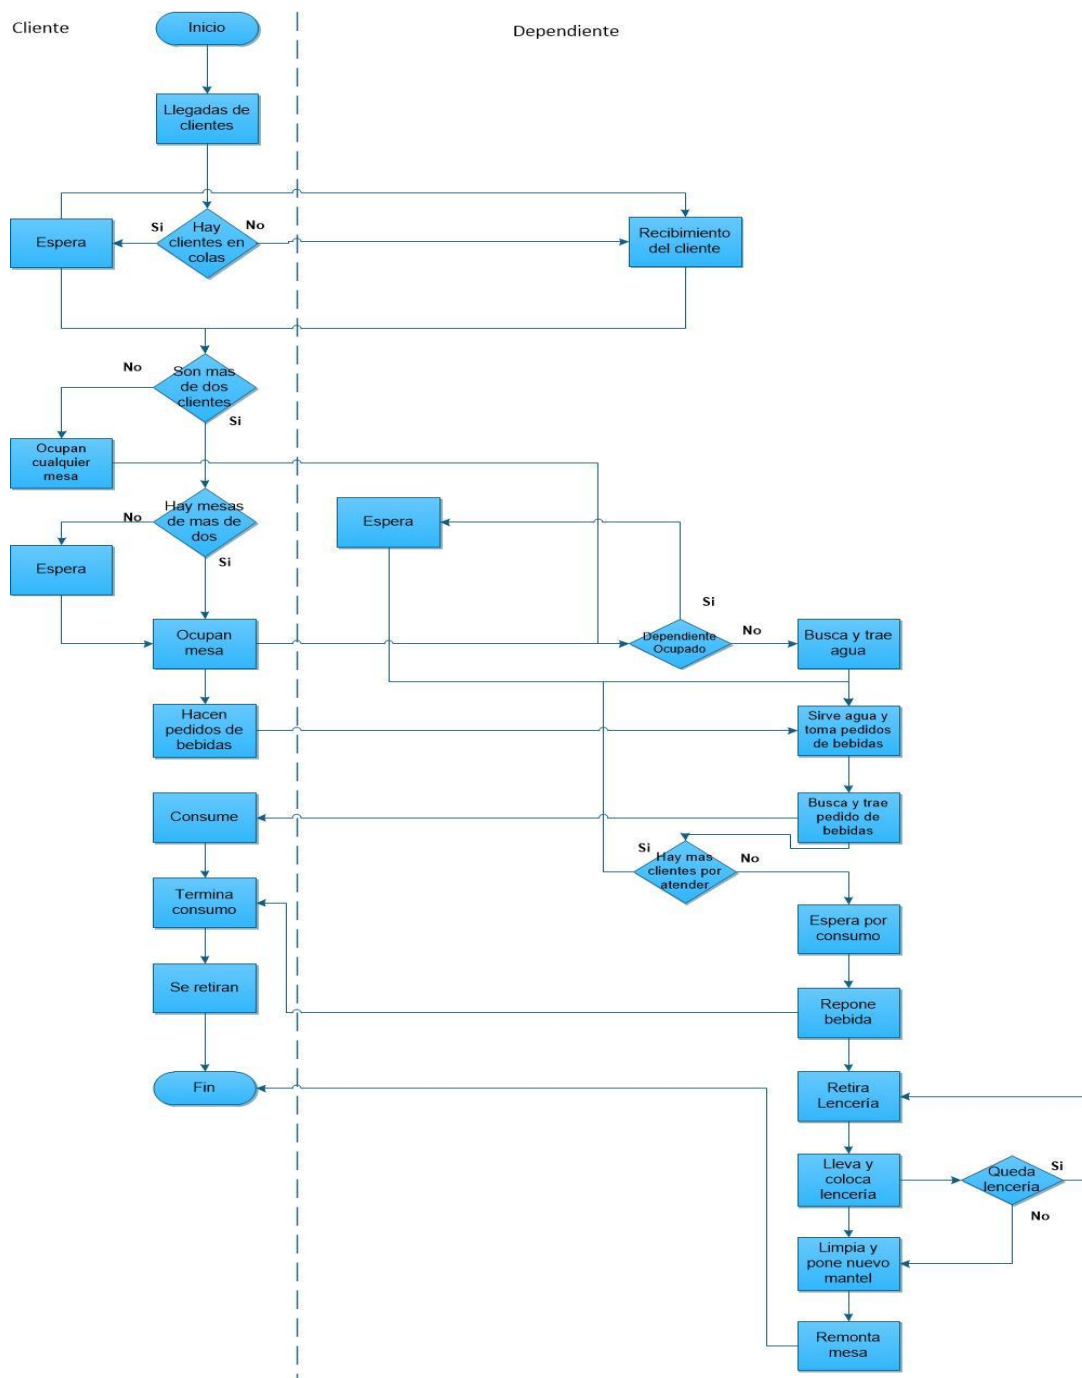 Cliente
Inicio
Dependiente
Llegadas de
clientes
Si
Hay
clientes en
colas
No
Espera
Recibimiento
del cliente
No
Son mas
de dos
clientes
Si
Ocupan
cualquier
mesa
Hay mesas
de mas de
dos
No
Si
Espera
Espera
Si
Ocupan
mesa
Dependiente
Ocupado
No
Busca y trae
agua
Hacen
pedidos de
bebidas
Sirve agua y
toma pedidos
de bebidas
Consume
Busca y trae
pedido de
bebidas
Si
Hay mas
clientes por
atender
No
Termina
consumo
Espera por
consumo
Se retiran
Repone
bebida
Fin
Retira
Lencería
Lleva y
coloca
lencería
Queda
lencería
Si
No
Limpia y
pone nuevo
mantel
Remonta
mesa